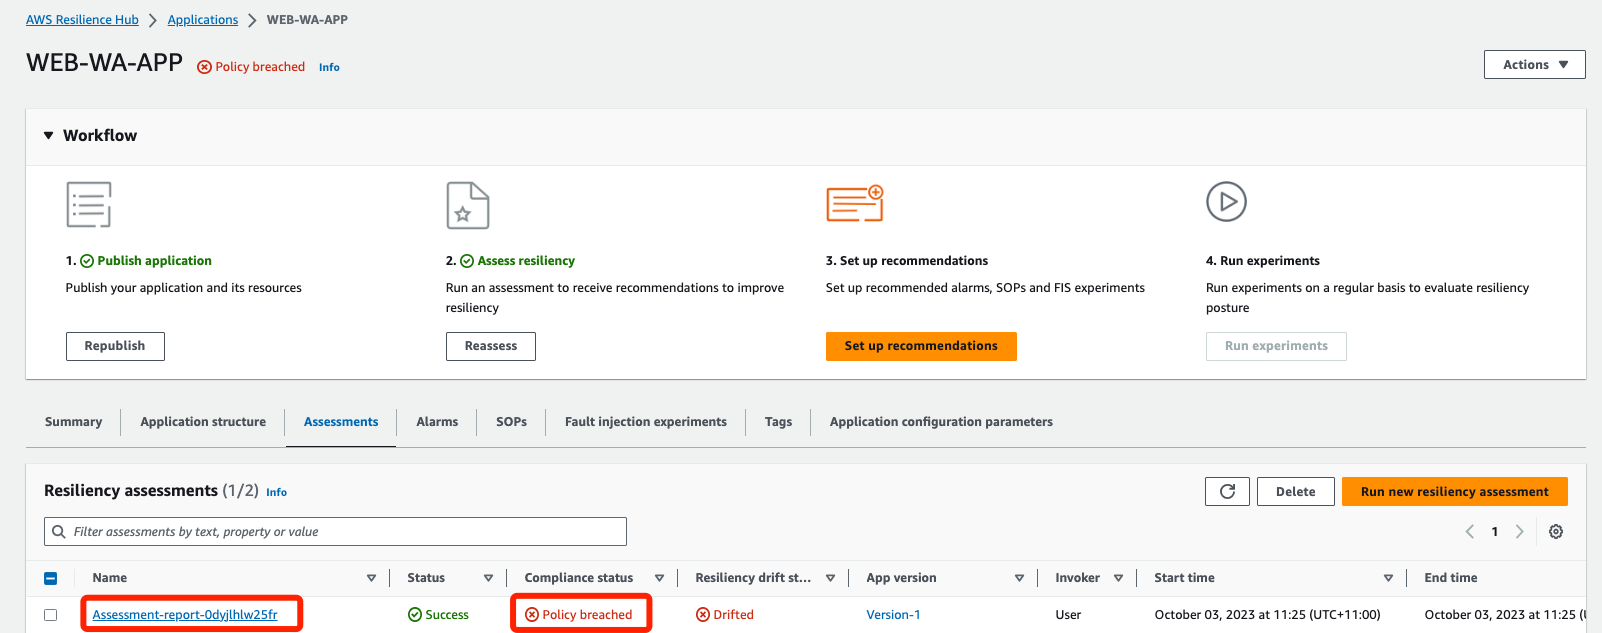 AWS Resilience Hub > Applications > WEB-WA-APP
WEB-WA-APP Policy breached Info
Actions
Workflow
1. Publish application
Publish your application and its resources
Republish
2. Assess resiliency
Run an assessment to receive recommendations to improve
resiliency
Reassess
3. Set up recommendations
Set up recommended alarms, SOPs and FIS experiments
Set up recommendations
4. Run experiments
Run experiments on a regular basis to evaluate resiliency
posture
Run experiments
Summary Application structure Assessments Alarms SOPs Fault injection experiments Tags Application configuration parameters
Resiliency assessments (1/2) Info
Delete Run new resiliency assessment
Filter assessments by text, property or value
1
Name Status Compliance status Resiliency drift st... App version Invoker Start time End time
Assessment-report-0dyjlhlw25fr Success Policy breached Drifted Version-1 User October 03, 2023 at 11:25 (UTC+11:00) October 03, 2023 at 11:25 (